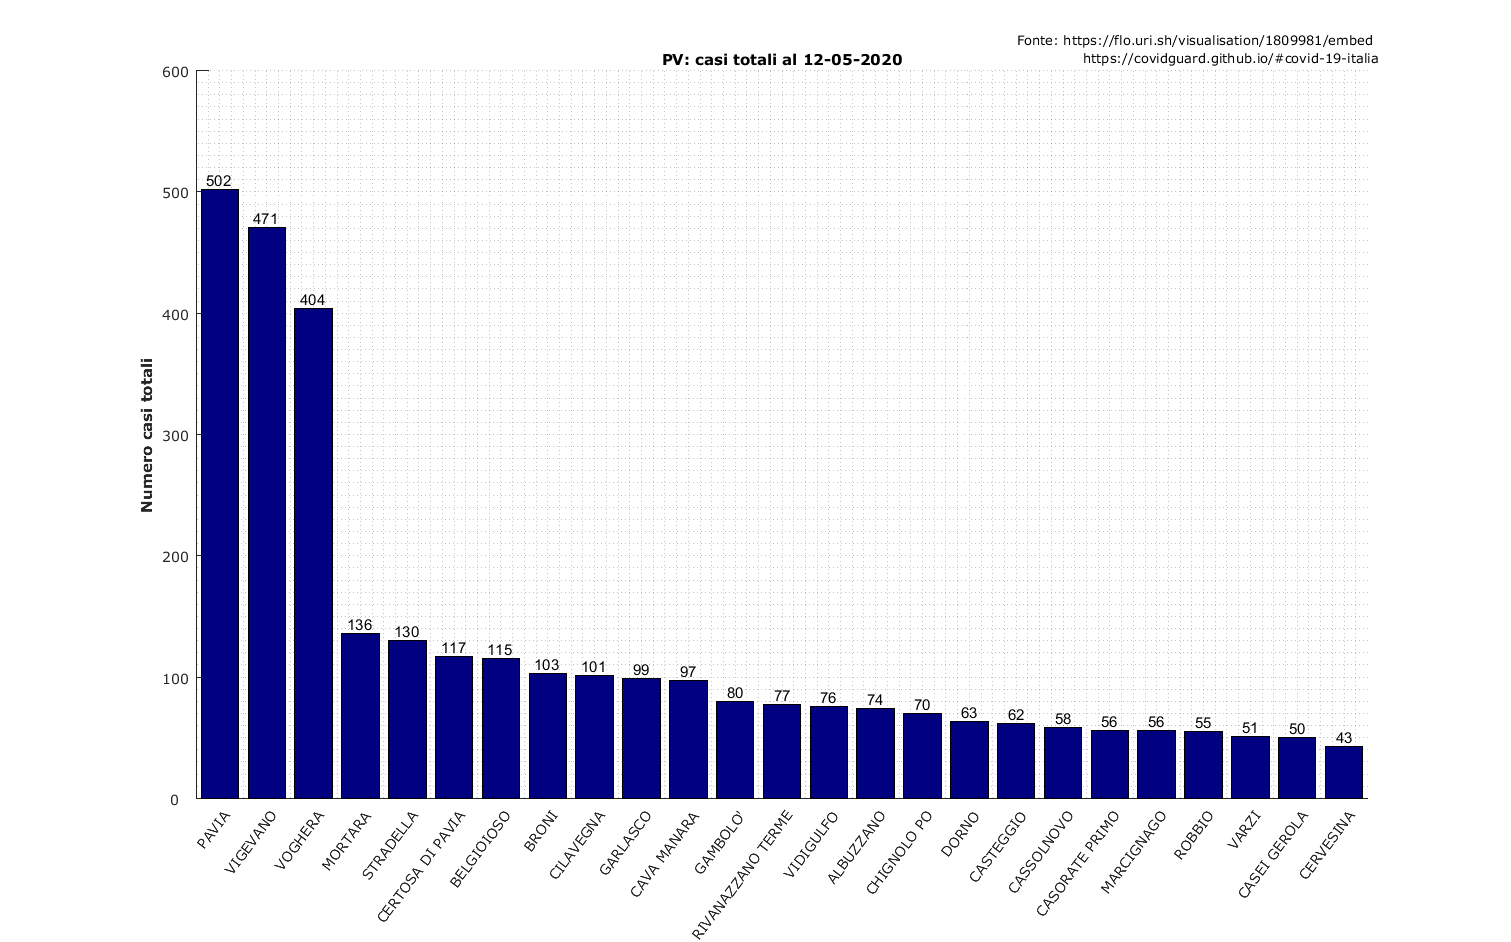 Fonte: https://flo.uri.sh/visualisation/1809981/embed
https://covidguard.github.io/#covid-19-italia
PV: casi totali al 12-05-2020
Numero casi totali
600
500
400
300
200
100
0
502
471
404
136
130
117
115
103
101
99
97
80
77
76
74
70
63
62
58
56
56
55
51
50
43
PAVIA
VIGEVANO
VOGHERA
MORTARA
STRADELLA
CERTOSA DI PAVIA
BELGIOIOSO
BRONI
CILAVEGNA
GARLASCO
CAVA MANARA
GAMBOLO'
RIVANAZZANO TERME
VIDIGULFO
ALBUZZANO
CHIGNOLO PO
DORNO
CASTEGGIO
CASSOLNOVO
CASORATE PRIMO
MARCIGNAGO
ROBBIO
VARZI
CASEI GEROLA
CERVESINA